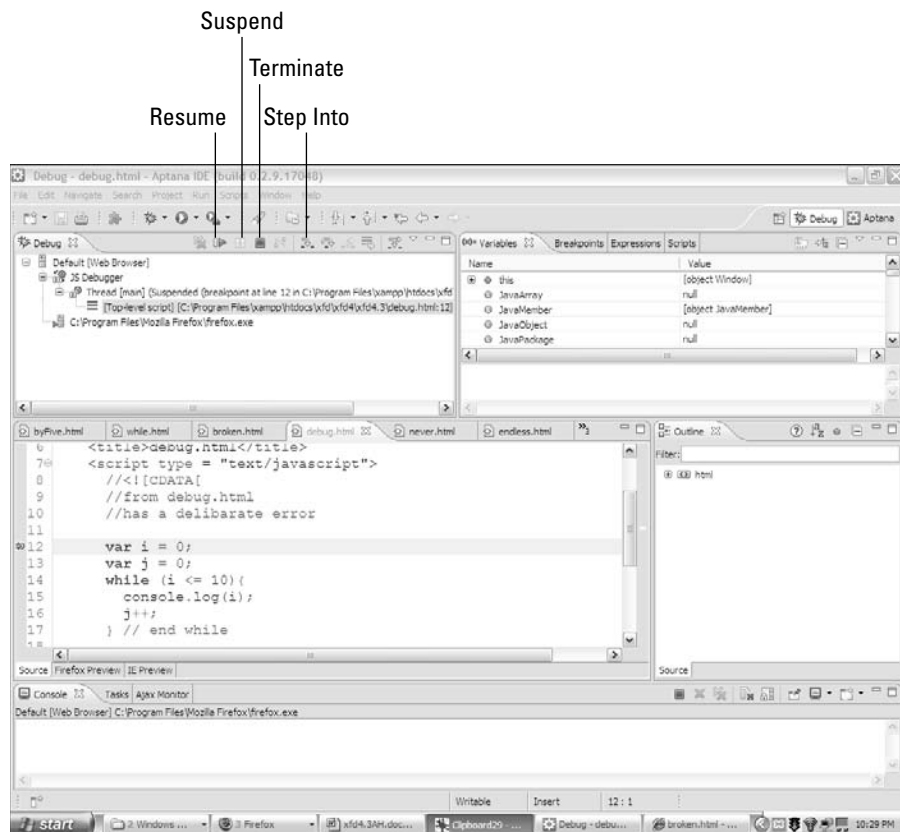 Suspend
Terminate
Resume
Step Into
Debug - debug.html - Aptana IDE (build 0.2.9.17048)
File Edit Navigate Search Project Run Scripts Window Help
Debug
Aptana
Debug
Default [Web Browser]
JS Debugger
Thread [main] (Suspended (breakpoint at line 12 in C:\Program Files\xampp\htdocs\xfd
[Top-level script] [C:\Program Files\xampp\htdocs\xfd\xfd4\xfd4.3\debug.html:12]
C:\Program Files\Mozilla Firefox\firefox.exe
Variables Breakpoints Expressions Scripts
Name Value
this [object Window]
JavaArray null
JavaMember [object JavaMember]
JavaObject null
JavaPackage null
byFive.html while.html broken.html debug.html never.html endless.html
2
6 <title>debug.html</title>
7 <script type = "text/javascript">
8 //<![CDATA[
9 //from debug.html
10 //has a delibarate error
11
12 var i = 0;
13 var j = 0;
14 while (i <= 10){
15 console.log(i);
16 j++;
17 } // end while
18
Source Firefox Preview IE Preview
Outline
Filter:
html
Source
Console Tasks Ajax Monitor
Default [Web Browser] C:\Program Files\Mozilla Firefox\firefox.exe
Writable Insert 12 : 1
start 2 Windows ... 3 Firefox xfd4.3AH.doc... Clipboard29 - ... Debug - debu... broken.html - ... 10:29 PM